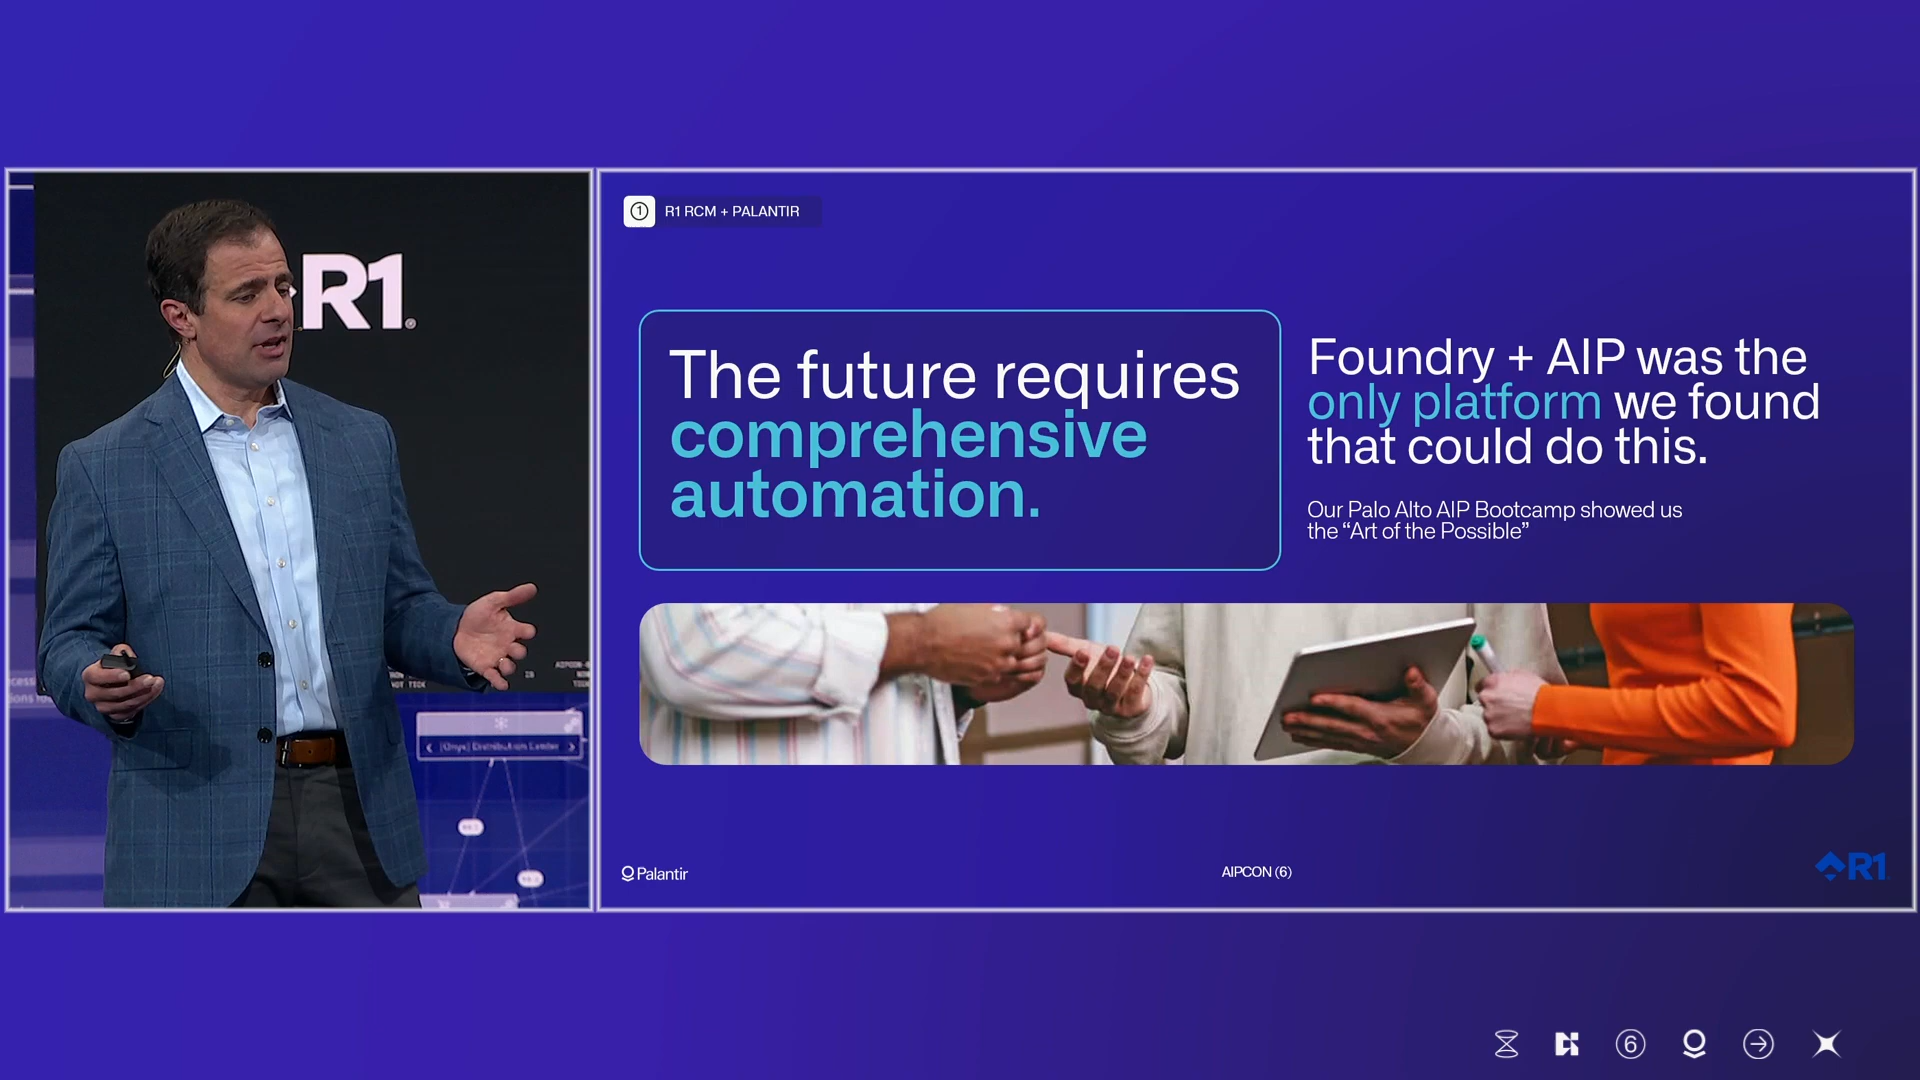 R1
R1 RCM + PALANTIR
The future requires
comprehensive
automation.
Foundry + AIP was the
only platform we found
that could do this.
Our Palo Alto AIP Bootcamp showed us
the “Art of the Possible”
Palantir
AIPCON (6)
R1
6